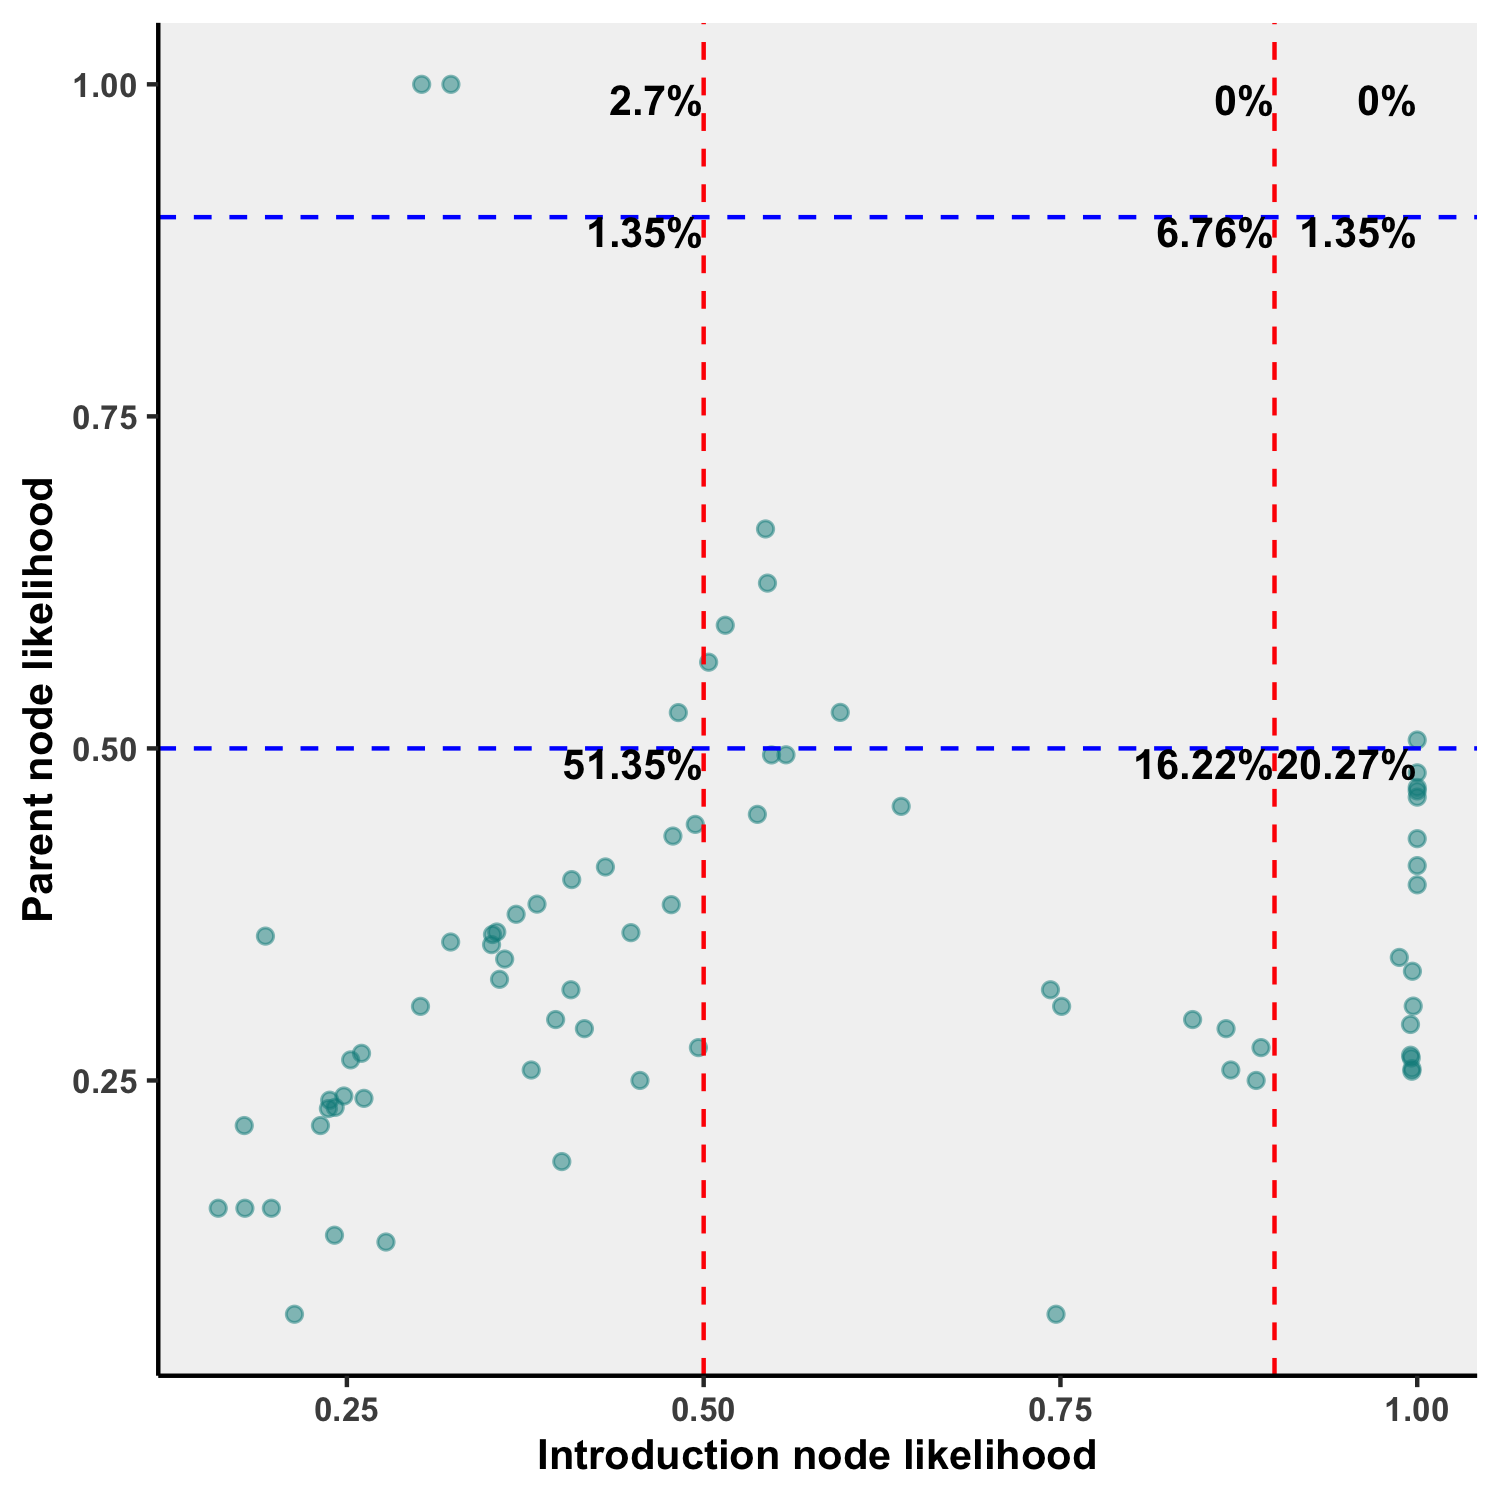 1.00
2.7% 0% 0%
1.35% 6.76% 1.35%
0.75
0.50
51.35% 16.22% 20.27%
0.25
Parent node likelihood
0.25 0.50 0.75 1.00
Introduction node likelihood